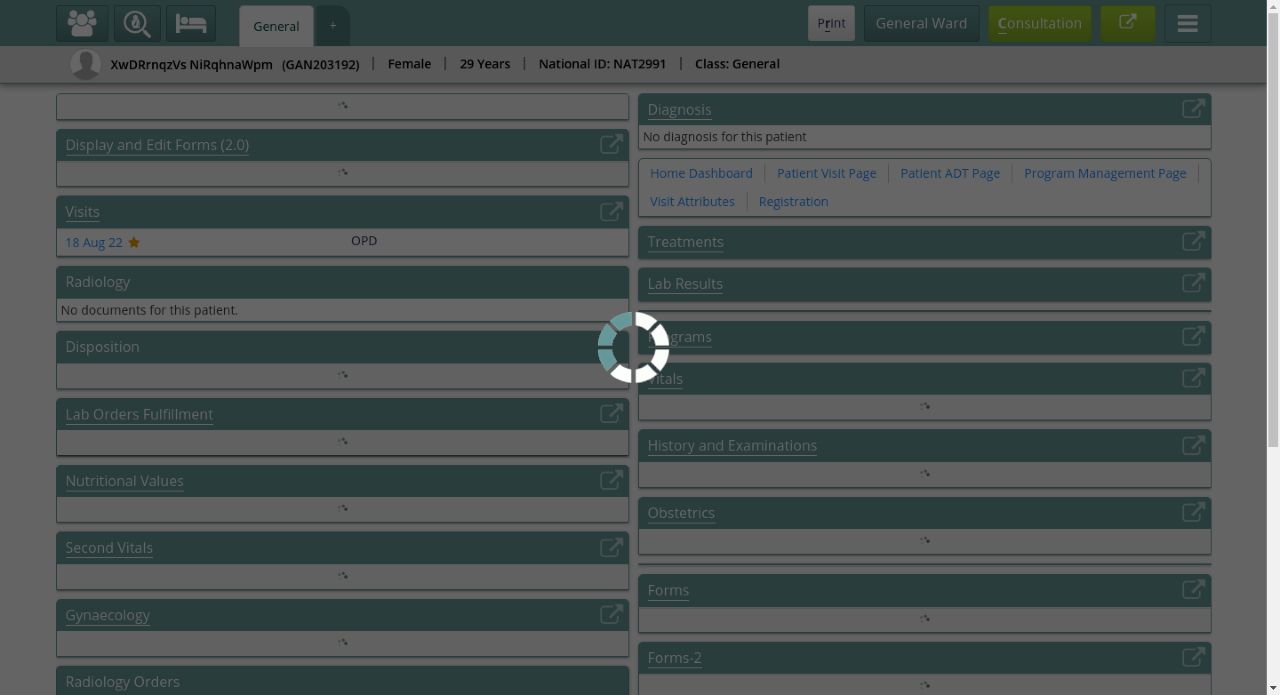 General
+
Print
General Ward
Consultation
XwDRrnqzVs NiRqhnaWpm (GAN203192) | Female | 29 Years | National ID: NAT2991 | Class: General
Display and Edit Forms (2.0)
Visits
18 Aug 22 OPD
Radiology
No documents for this patient.
Disposition
Lab Orders Fulfillment
Nutritional Values
Second Vitals
Gynaecology
Radiology Orders
Diagnosis
No diagnosis for this patient
Home Dashboard | Patient Visit Page | Patient ADT Page | Program Management Page |
Visit Attributes | Registration
Treatments
Lab Results
Programs
Vitals
History and Examinations
Obstetrics
Forms
Forms-2